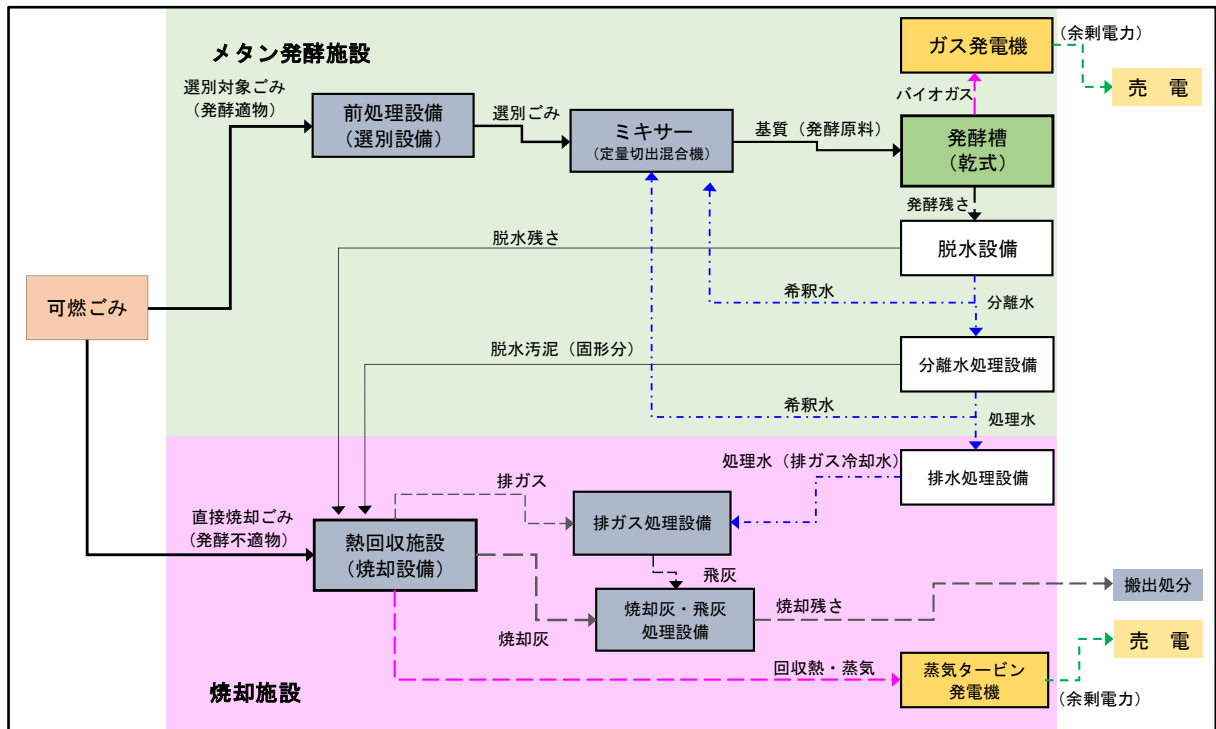 メタン発酵施設
ガス発電機
(余剰電力)
売　電
選別対象ごみ
(発酵適物)
前処理設備
(選別設備)
選別ごみ
ミキサー
(定量切出混合機)
基質（発酵原料）
バイオガス
発酵槽
(乾式)
発酵残さ
脱水残さ
脱水設備
可燃ごみ
希釈水
分離水
脱水汚泥（固形分）
分離水処理設備
希釈水
処理水
処理水（排ガス冷却水）
排水処理設備
排ガス
直接焼却ごみ
(発酵不適物)
熱回収施設
(焼却設備)
排ガス処理設備
飛灰
焼却灰
焼却灰・飛灰
処理設備
焼却残さ
搬出処分
売　電
回収熱・蒸気
蒸気タービン
発電機
(余剰電力)
焼却施設